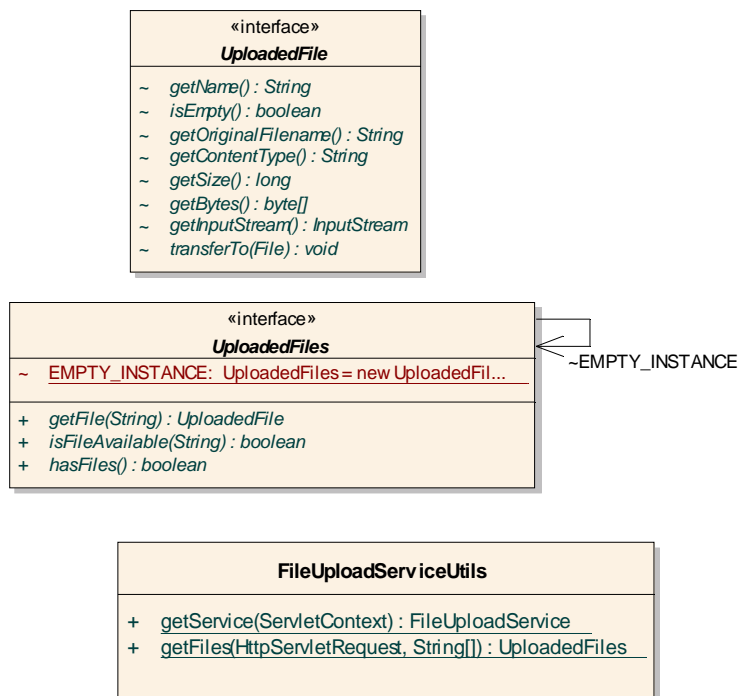 «interface»
UploadedFile
~ getName() : String
~ isEmpty() : boolean
~ getOriginalFilename() : String
~ getContentType() : String
~ getSize() : long
~ getBytes() : byte[]
~ getInputStream() : InputStream
~ transferTo(File) : void
«interface»
UploadedFiles
~ EMPTY_INSTANCE: UploadedFiles = new UploadedFil...
~EMPTY_INSTANCE
+ getFile(String) : UploadedFile
+ isFileAvailable(String) : boolean
+ hasFiles() : boolean
FileUploadServiceUtils
+ getService(ServletContext) : FileUploadService
+ getFiles(HttpServletRequest, String[]) : UploadedFiles